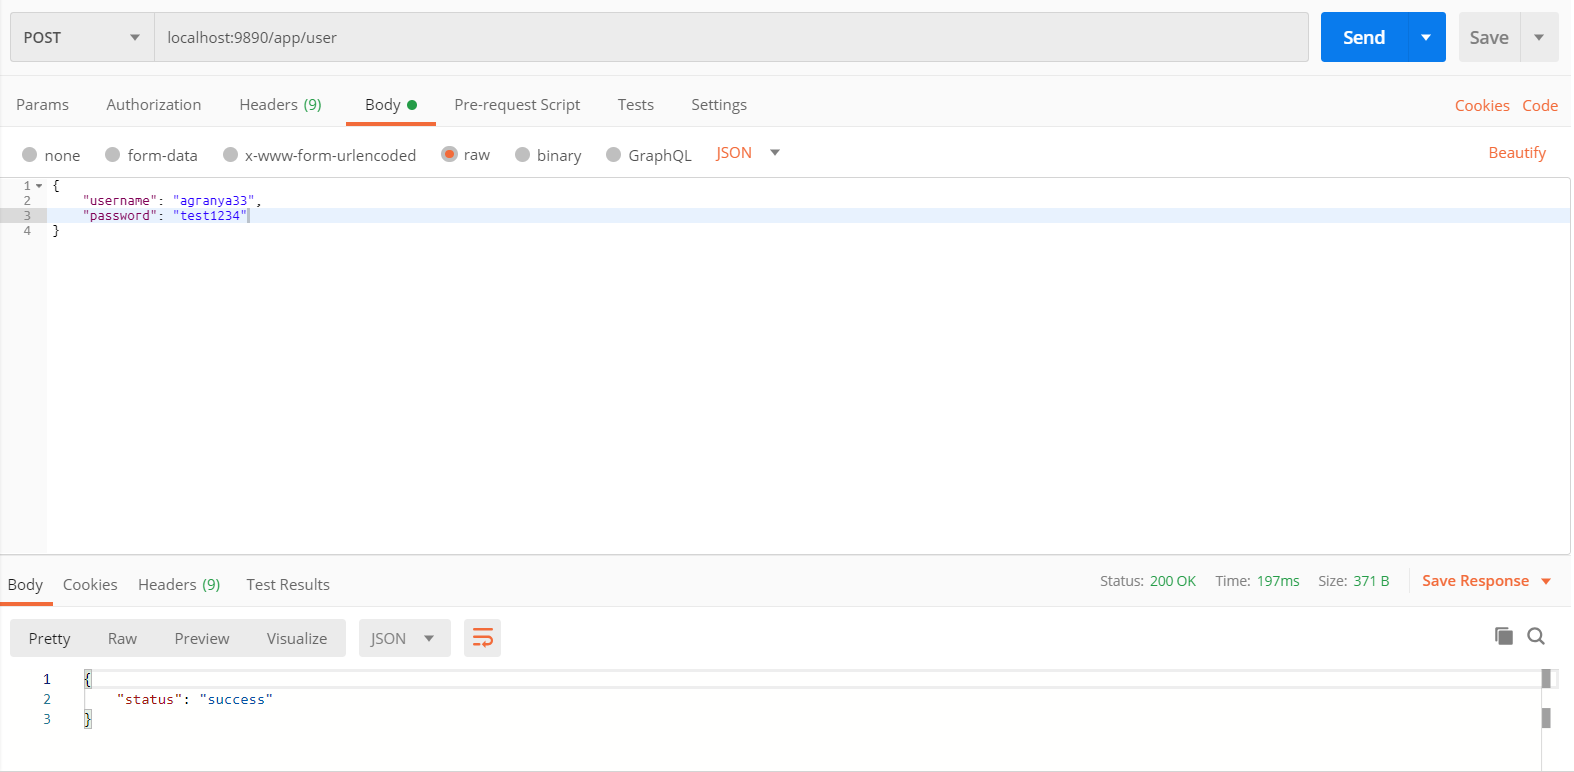 POST localhost:9890/app/user Send Save
Params Authorization Headers (9) Body Pre-request Script Tests Settings Cookies Code
none form-data x-www-form-urlencoded raw binary GraphQL JSON Beautify
1 {
2 "username": "agranya33",
3 "password": "test1234"
4 }
Body Cookies Headers (9) Test Results Status: 200 OK Time: 197ms Size: 371 B Save Response
Pretty Raw Preview Visualize JSON
1 {
2 "status": "success"
3 }